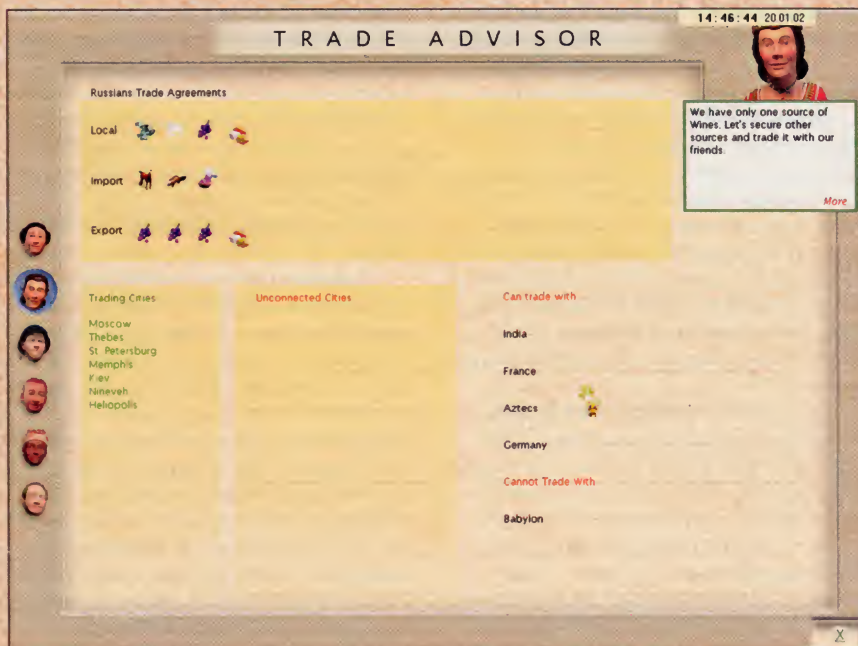 14:46:44 20.01.02
TRADE ADVISOR
We have only one source of
Wines. Let's secure other
sources and trade it with our
friends.
More
Russians Trade Agreements
Local
Import
Export
Trading Cities
Moscow
Thebes
St. Petersburg
Memphis
Kiev
Nineveh
Heliopolis
Unconnected Cities
Can trade with
India
France
Aztecs
Germany
Cannot Trade With
Babylon
X